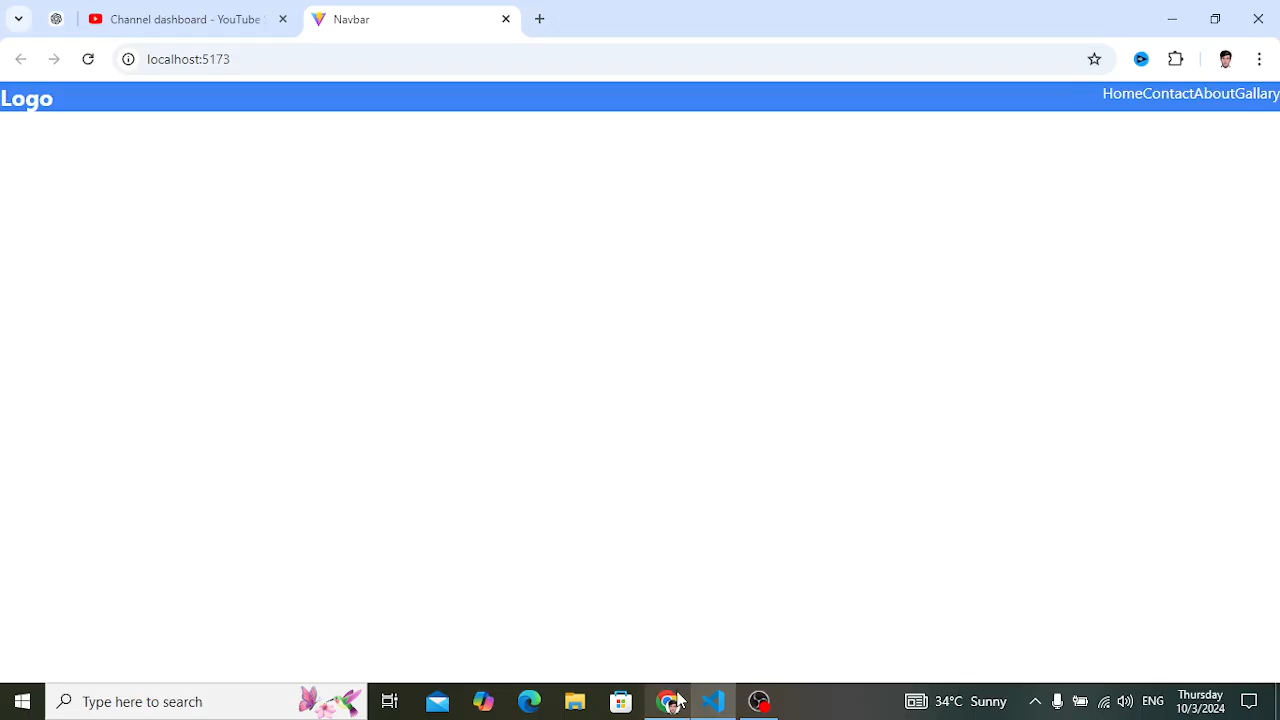 Channel dashboard - YouTube
Navbar
localhost:5173
Logo
HomeContactAboutGallary
Type here to search
34°C Sunny
ENG
Thursday
10/3/2024